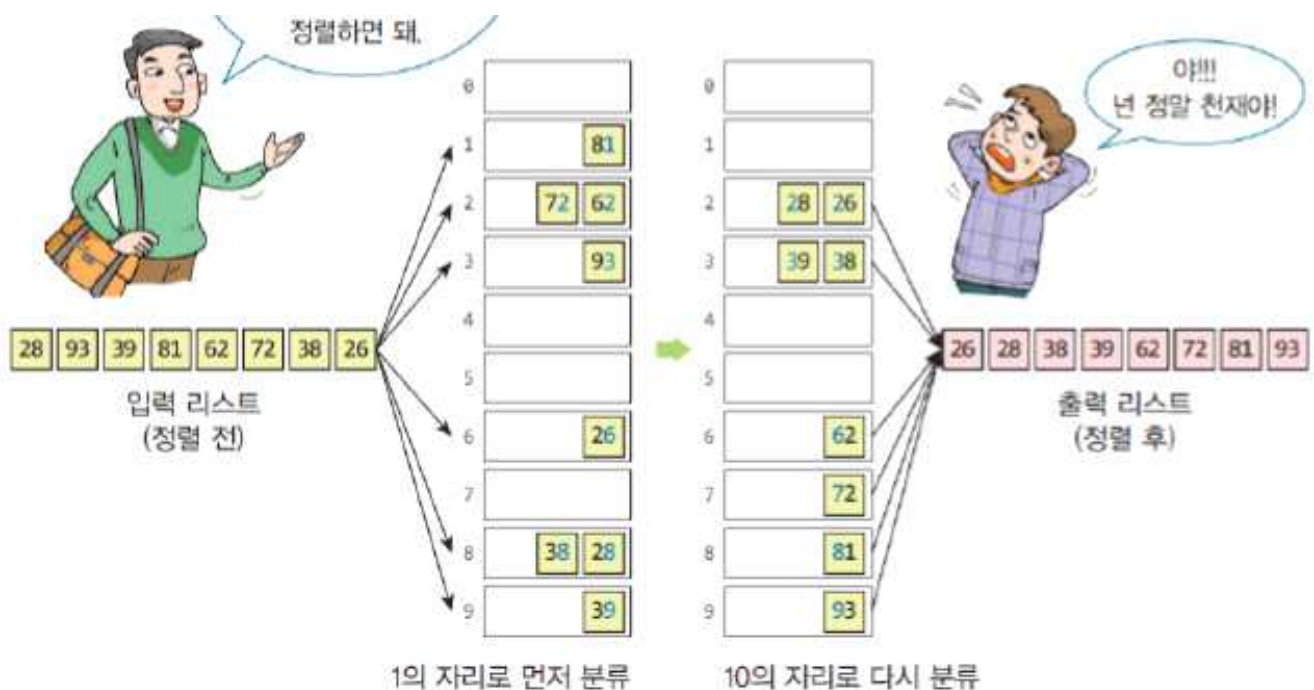 정렬하면 돼.
야!!!
넌 정말 천재야!
28 93 39 81 62 72 38 26
입력 리스트
(정렬 전)
0
1 81
2 72 62
3 93
4
5
6 26
7
8 38 28
9 39
1의 자리로 먼저 분류
0
1
2 28 26
3 39 38
4
5
6 62
7 72
8 81
9 93
10의 자리로 다시 분류
26 28 38 39 62 72 81 93
출력 리스트
(정렬 후)